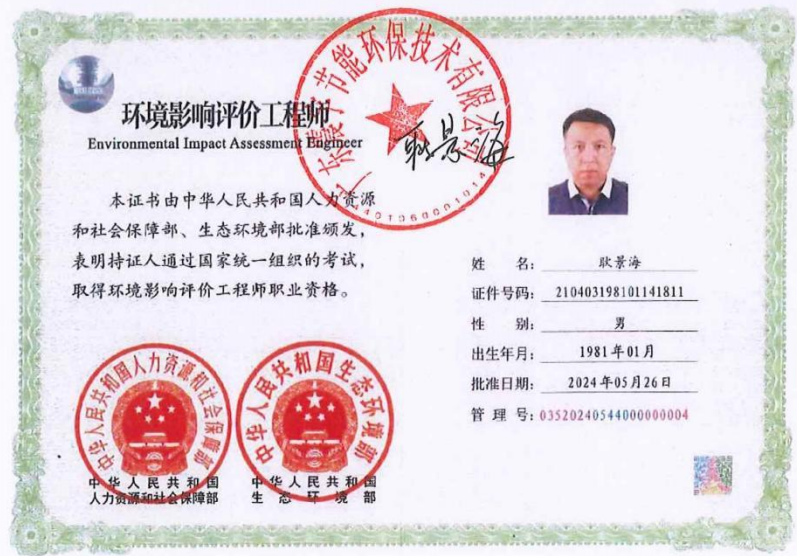 环境影响评价工程师
Environmental Impact Assessment Engineer
本证书由中华人民共和国人力资源
和社会保障部、生态环境部批准颁发，
表明持证人通过国家统一组织的考试，
取得环境影响评价工程师职业资格。
节能环保技术有限公司
耿景海
姓 名： 耿景海
证件号码： 210403198101141811
性 别： 男
出生年月： 1981年01月
批准日期： 2024年05月26日
管 理 号： 03520240544000000004
中华人民共和国人力资源和社会保障部
中华人民共和国生态环境部
中华人民共和国
人力资源和社会保障部
中华人民共和国
生态环境部